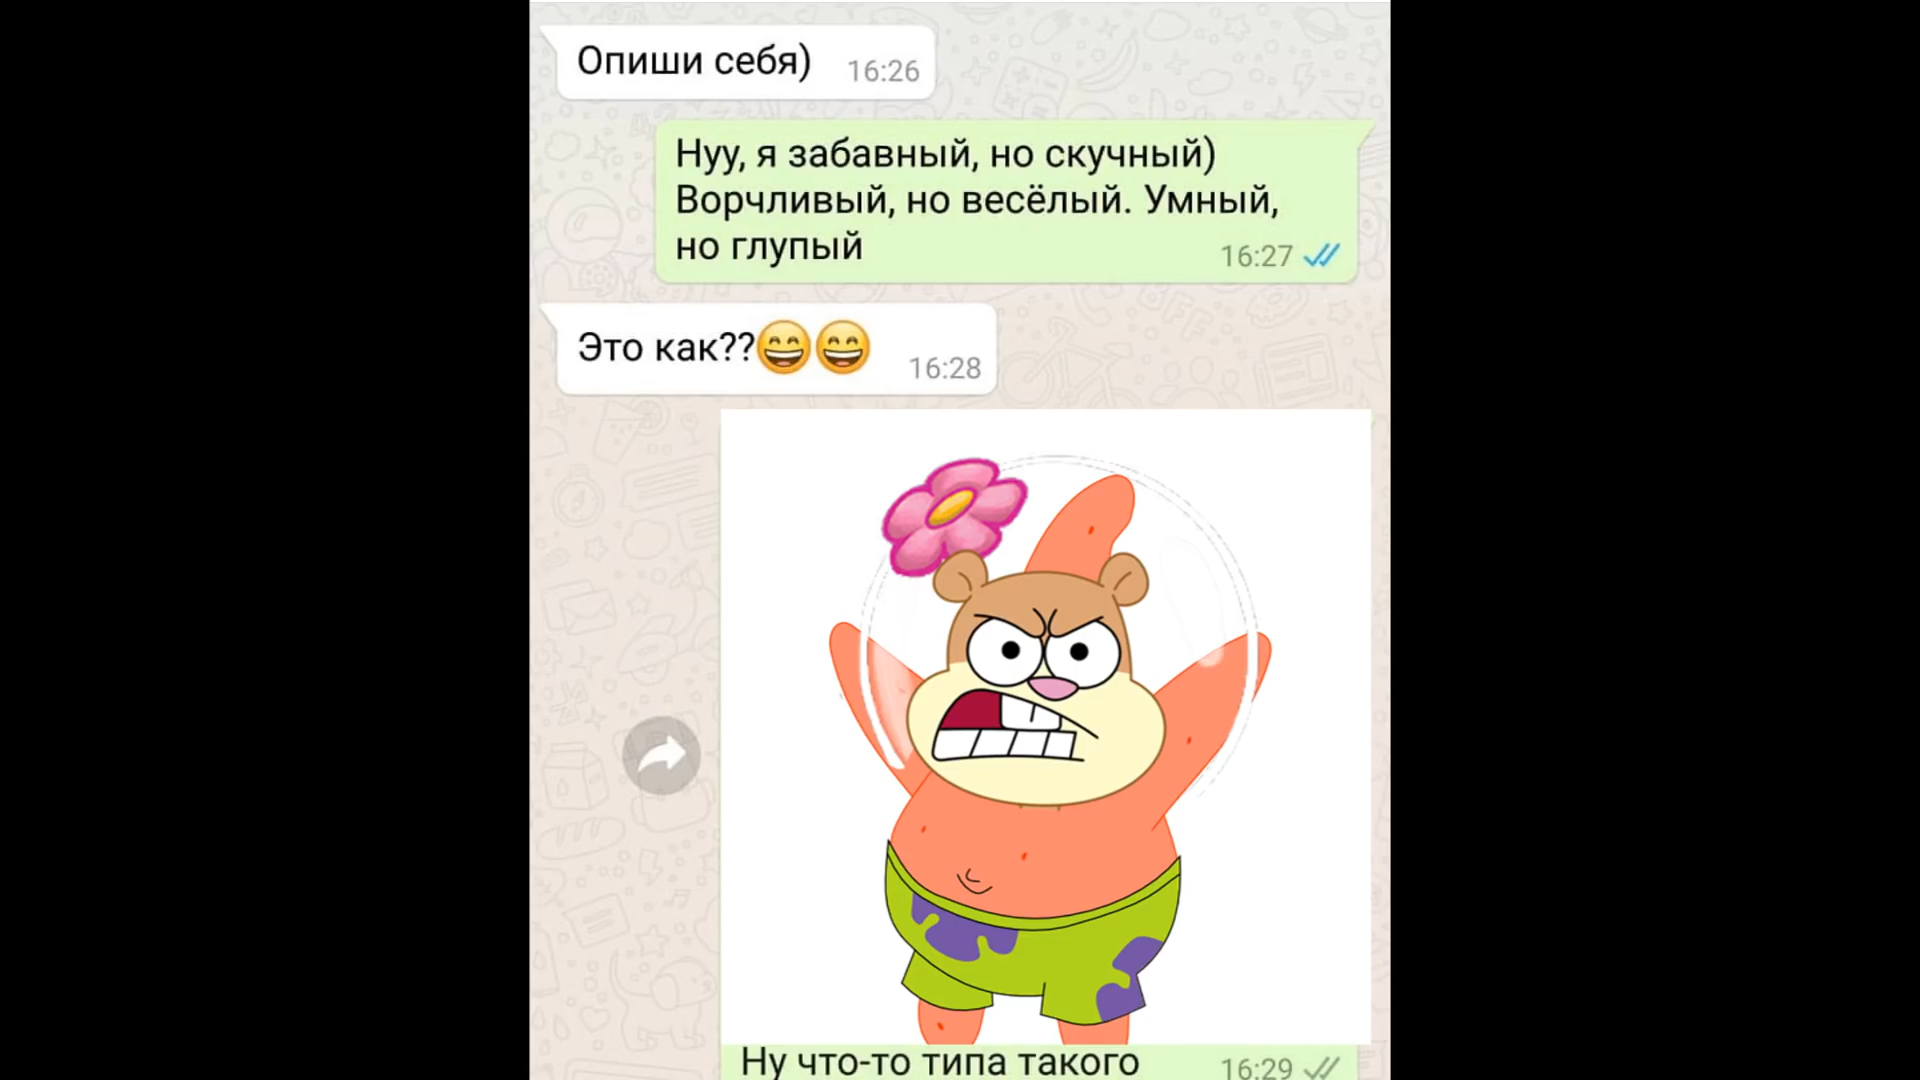 Опиши себя)
16:26
Нуу, я забавный, но скучный)
Ворчливый, но весёлый. Умный,
но глупый
16:27
Это как??😄😄
16:28
Ну что-то типа такого
16:29